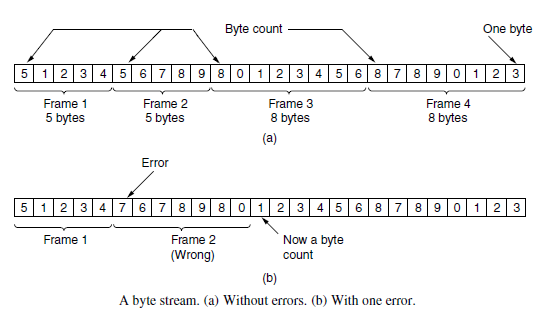 Byte count One byte
5 1 2 3 4 5 6 7 8 9 8 0 1 2 3 4 5 6 8 7 8 9 0 1 2 3
Frame 1 Frame 2 Frame 3 Frame 4
5 bytes 5 bytes 8 bytes 8 bytes
(a)
Error
5 1 2 3 4 7 6 7 8 9 8 0 1 2 3 4 5 6 8 7 8 9 0 1 2 3
Frame 1 Frame 2 Now a byte
(Wrong) count
(b)
A byte stream. (a) Without errors. (b) With one error.